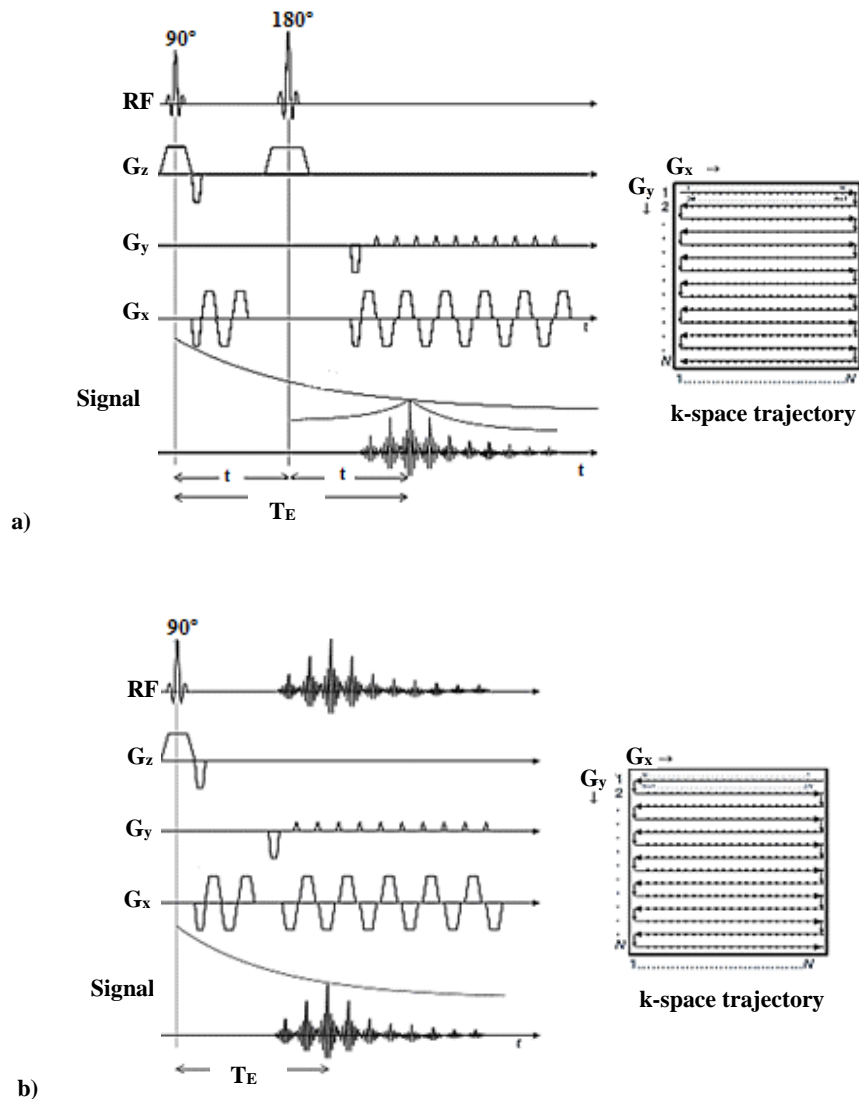 90° 180°
RF
Gz
Gx →
Gy 1
↓ 2
Gy
Gx
t
N
1 N
Signal
k-space trajectory
t
t t
TE
a)
90°
RF
Gz
Gx →
Gy 1
↓ 2
Gy
Gx
N
1 N
Signal
k-space trajectory
t
TE
b)